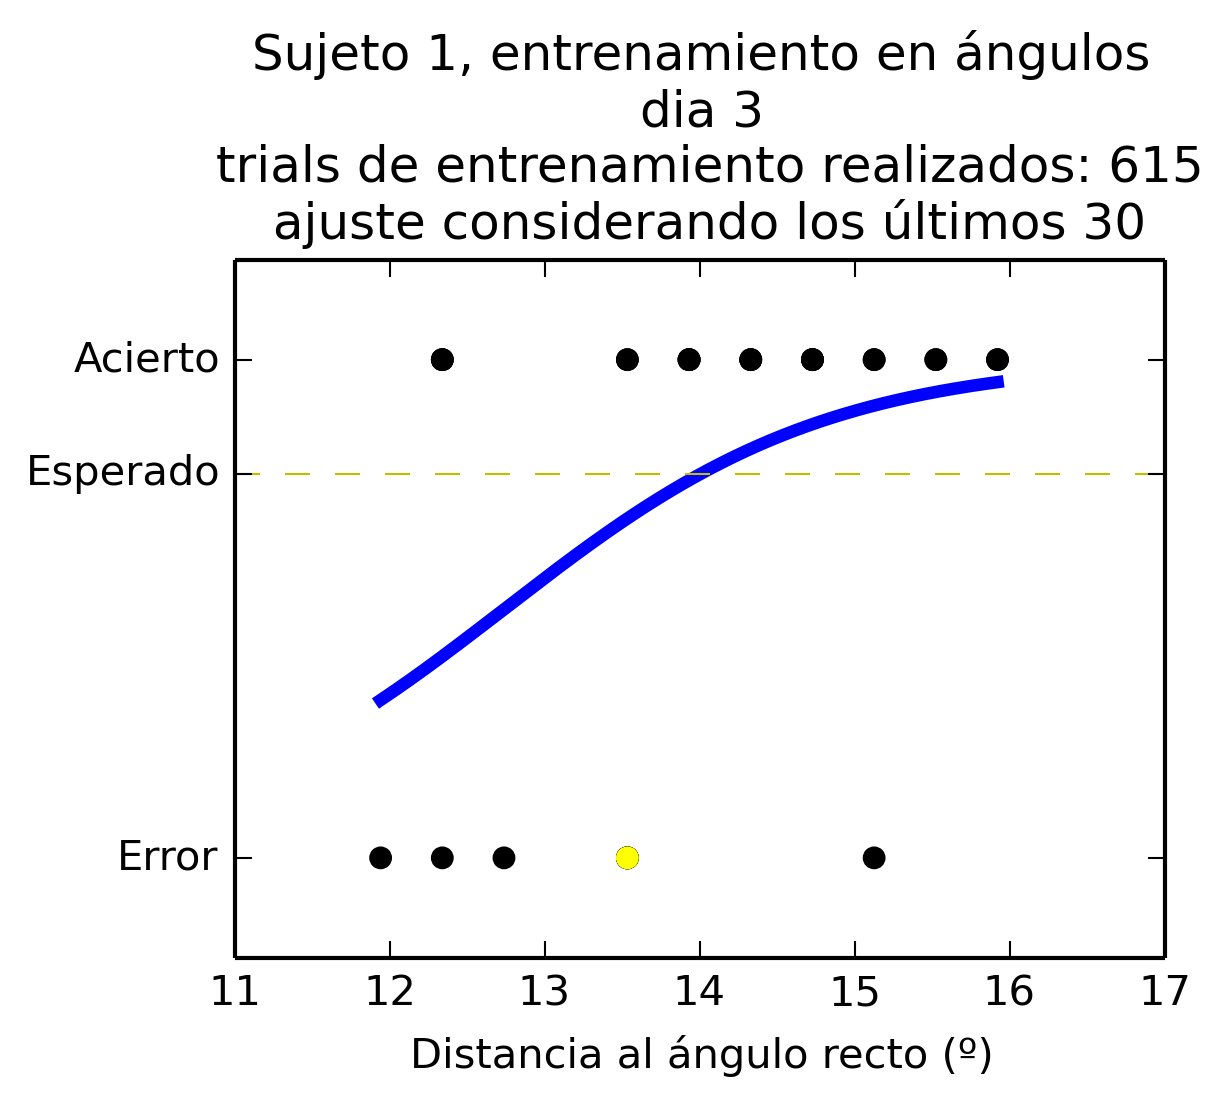 Sujeto 1, entrenamiento en ángulos
dia 3
trials de entrenamiento realizados: 615
ajuste considerando los últimos 30
Acierto
Esperado
Error
11 12 13 14 15 16 17
Distancia al ángulo recto (º)